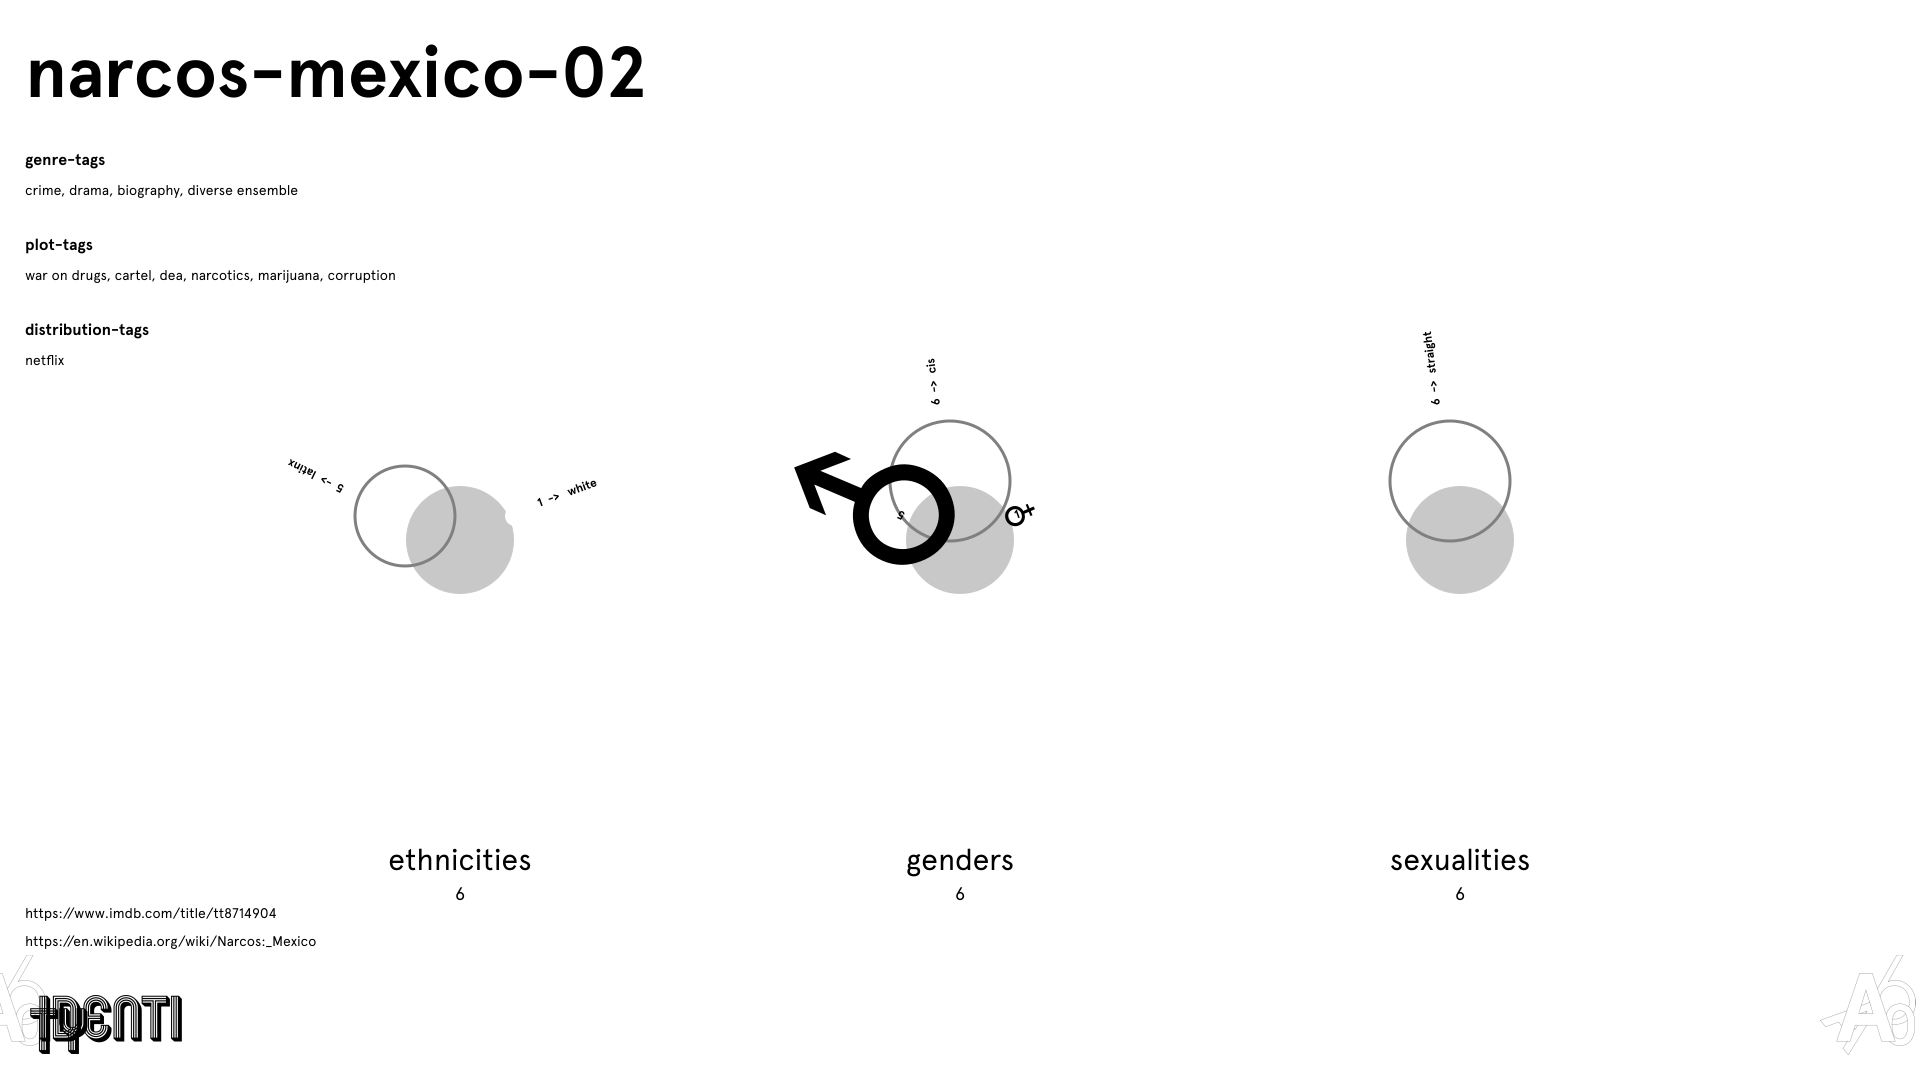 narcos-mexico-02
genre-tags
crime, drama, biography, diverse ensemble
plot-tags
war on drugs, cartel, dea, narcotics, marijuana, corruption
distribution-tags
netflix
5 -> latinx
1 -> white
6 -> cis
5
1
6 -> straight
ethnicities
6
genders
6
sexualities
6
https://www.imdb.com/title/tt8714904
https://en.wikipedia.org/wiki/Narcos:_Mexico
IDENTI